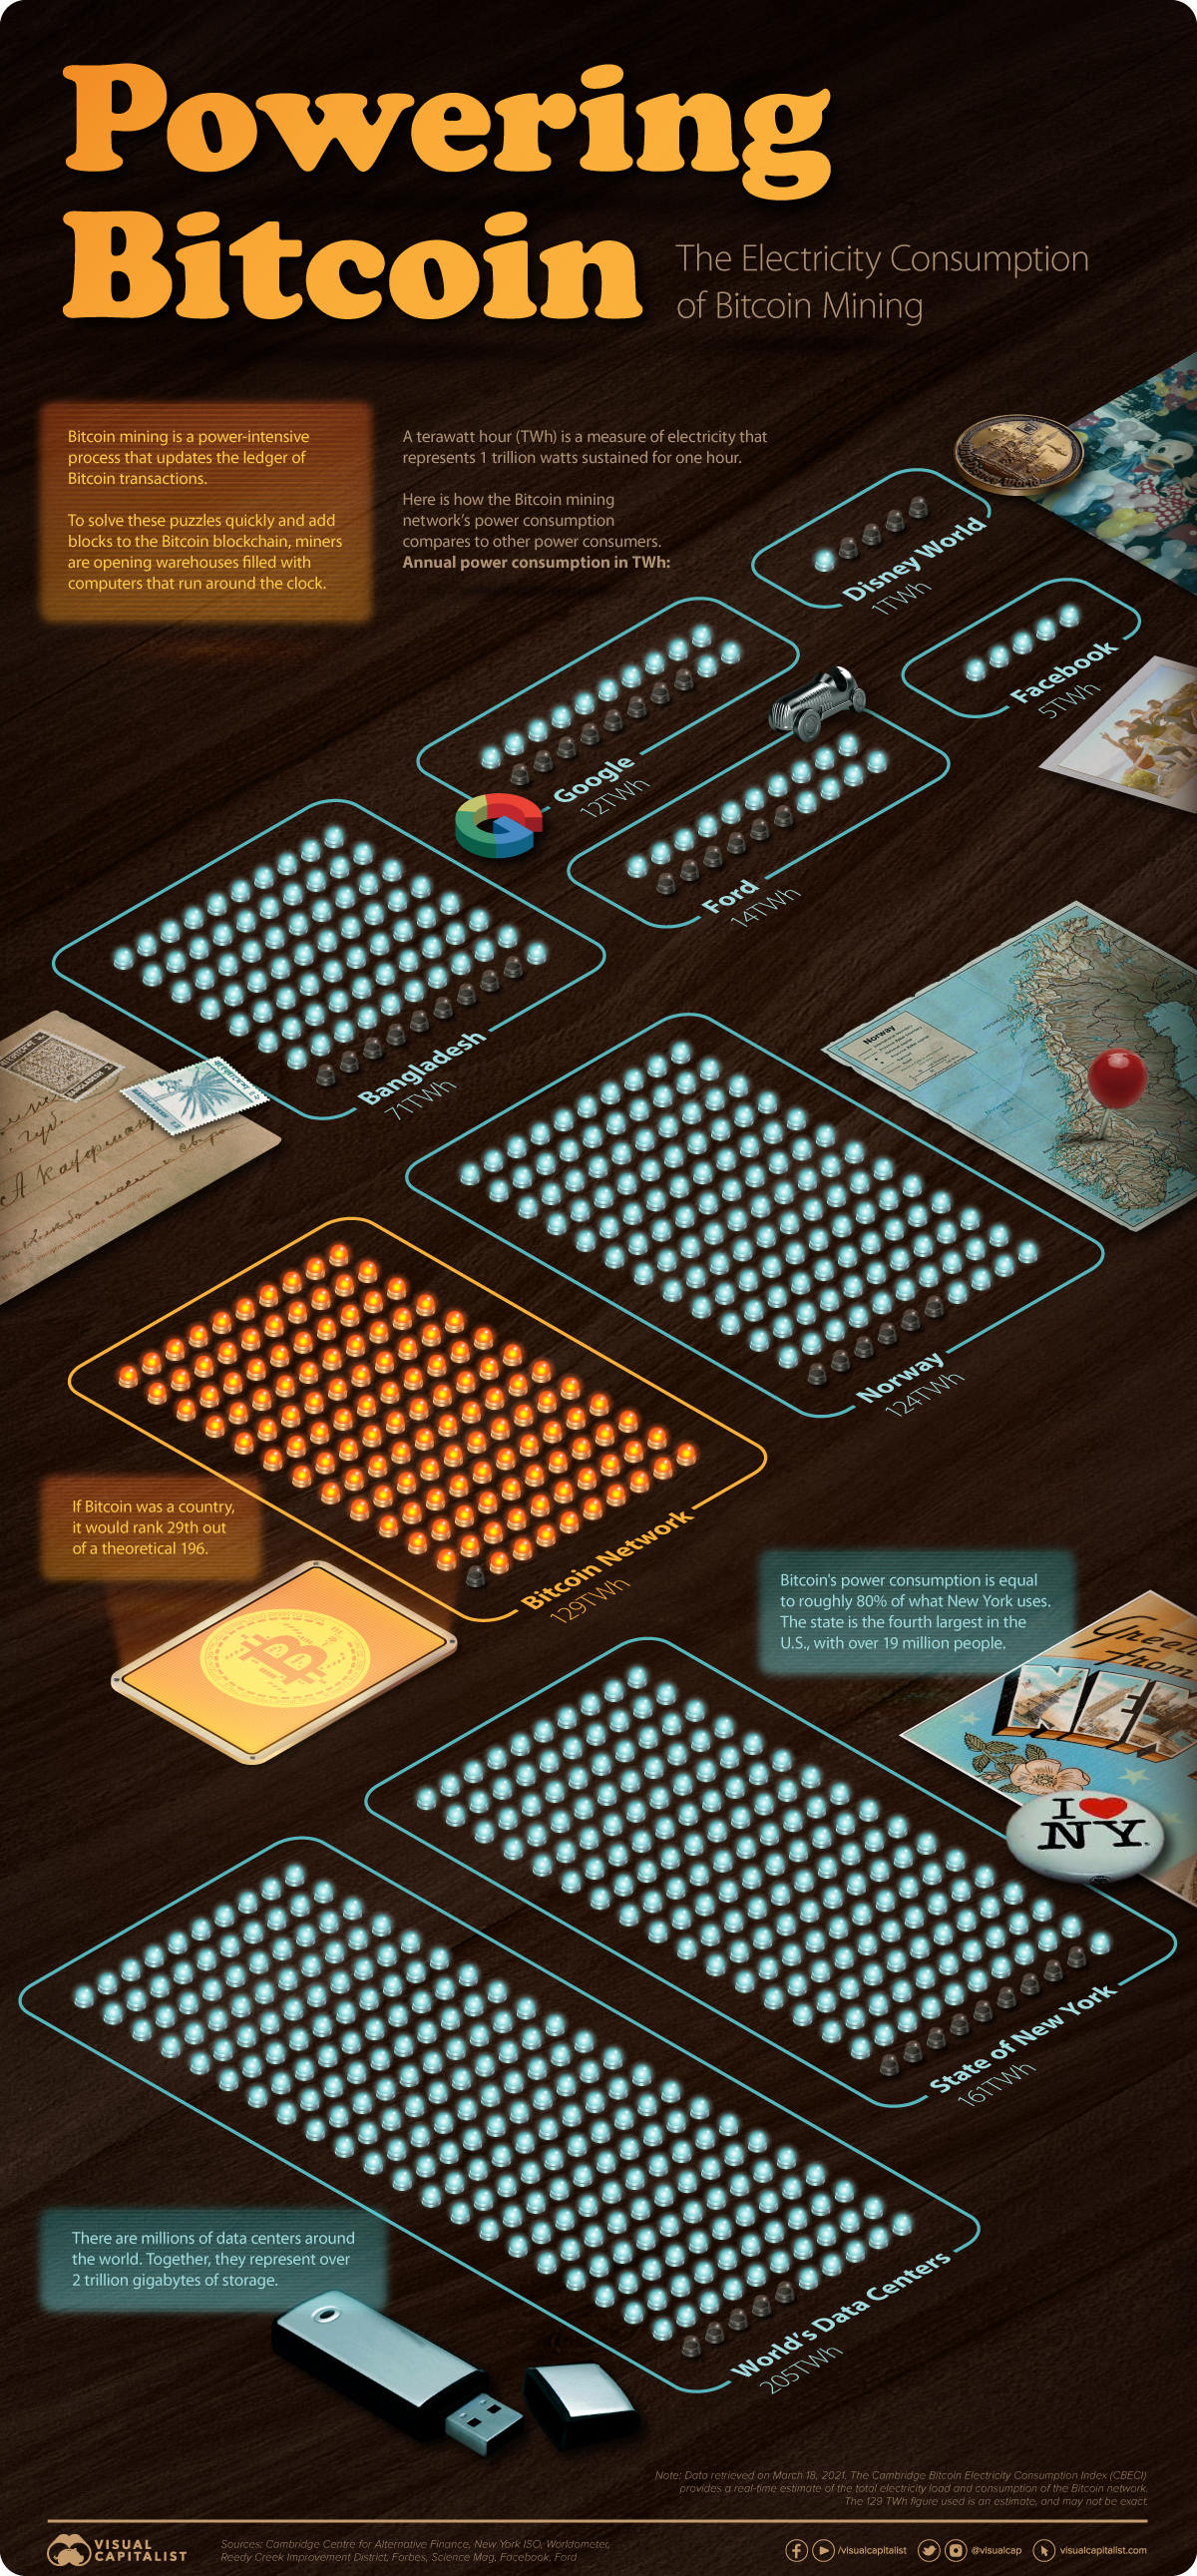 Powering
Bitcoin
The Electricity Consumption
of Bitcoin Mining
Bitcoin mining is a power-intensive
process that updates the ledger of
Bitcoin transactions.
To solve these puzzles quickly and add
blocks to the Bitcoin blockchain, miners
are opening warehouses filled with
computers that run around the clock.
A terawatt hour (TWh) is a measure of electricity that
represents 1 trillion watts sustained for one hour.
Here is how the Bitcoin mining
network's power consumption
compares to other power consumers.
Annual power consumption in TWh:
Disney World
1TWh
Facebook
5TWh
Google
12TWh
Ford
14TWh
Bangladesh
71TWh
Norway
Norway
124TWh
Bitcoin Network
129TWh
If Bitcoin was a country,
it would rank 29th out
of a theoretical 196.
Bitcoin's power consumption is equal
to roughly 80% of what New York uses.
The state is the fourth largest in the
U.S., with over 19 million people.
Greetings
from
NEW
I NY
State of New York
161TWh
World's Data Centers
205TWh
There are millions of data centers around
the world. Together, they represent over
2 trillion gigabytes of storage.
Note: Data retrieved on March 18, 2021. The Cambridge Bitcoin Electricity Consumption Index (CBECI)
provides a real-time estimate of the total electricity load and consumption of the Bitcoin network.
The 129 TWh figure used is an estimate, and may not be exact.
VISUAL
CAPITALIST
Sources: Cambridge Centre for Alternative Finance, New York ISO, Worldometer,
Reedy Creek Improvement District, Forbes, Science Mag, Facebook, Ford
/visualcapitalist
@visualcap
visualcapitalist.com